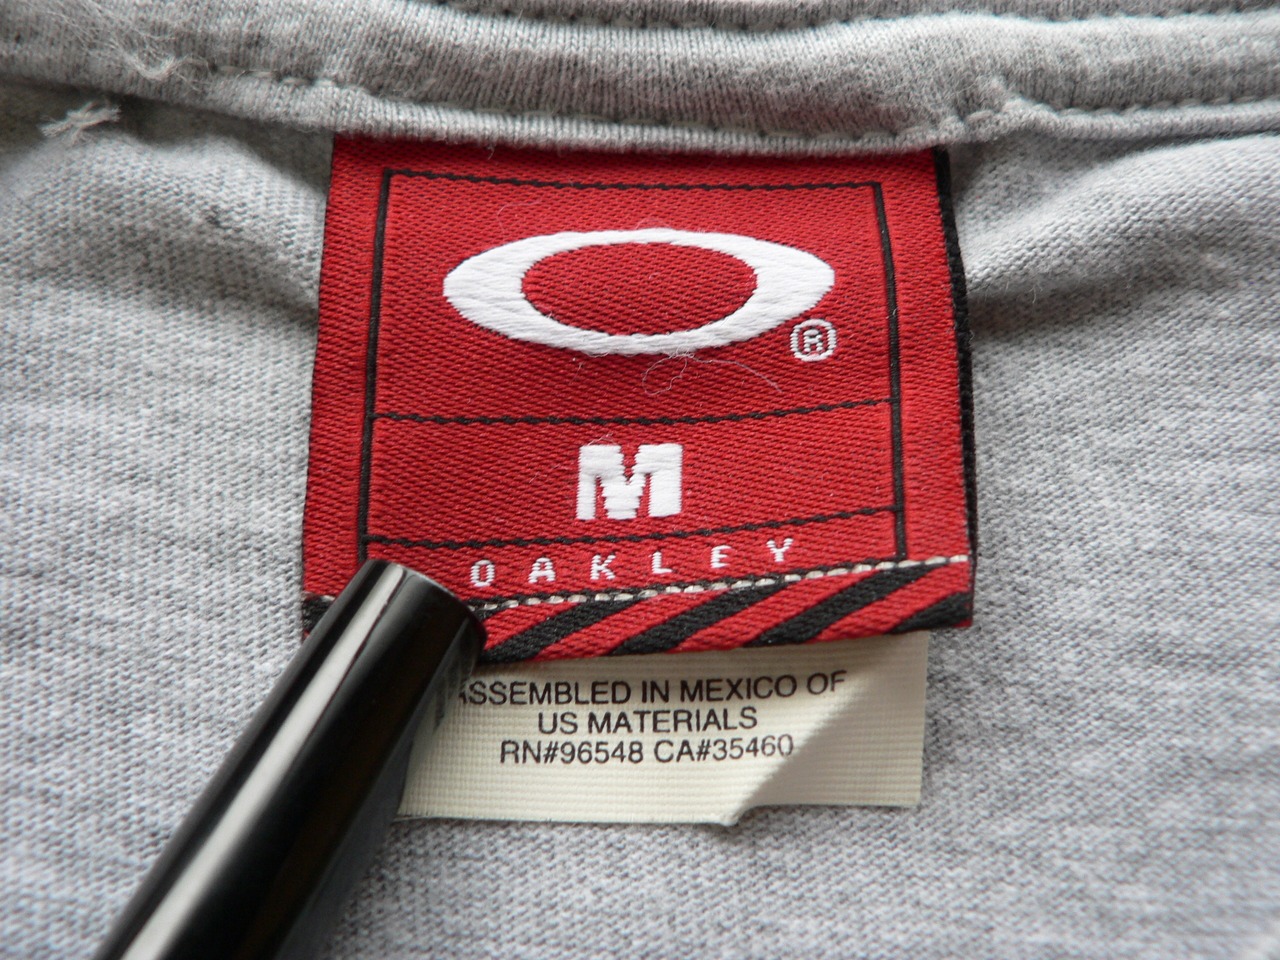 ®
M
OAKLEY
ASSEMBLED IN MEXICO OF
US MATERIALS
RN#96548 CA#35460